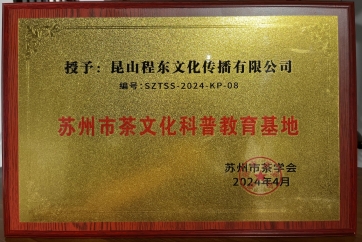 授予：昆山程东文化传播有限公司
编号:SZTSS-2024-KP-08
苏州市茶文化科普教育基地
苏州市茶学会
2024年4月